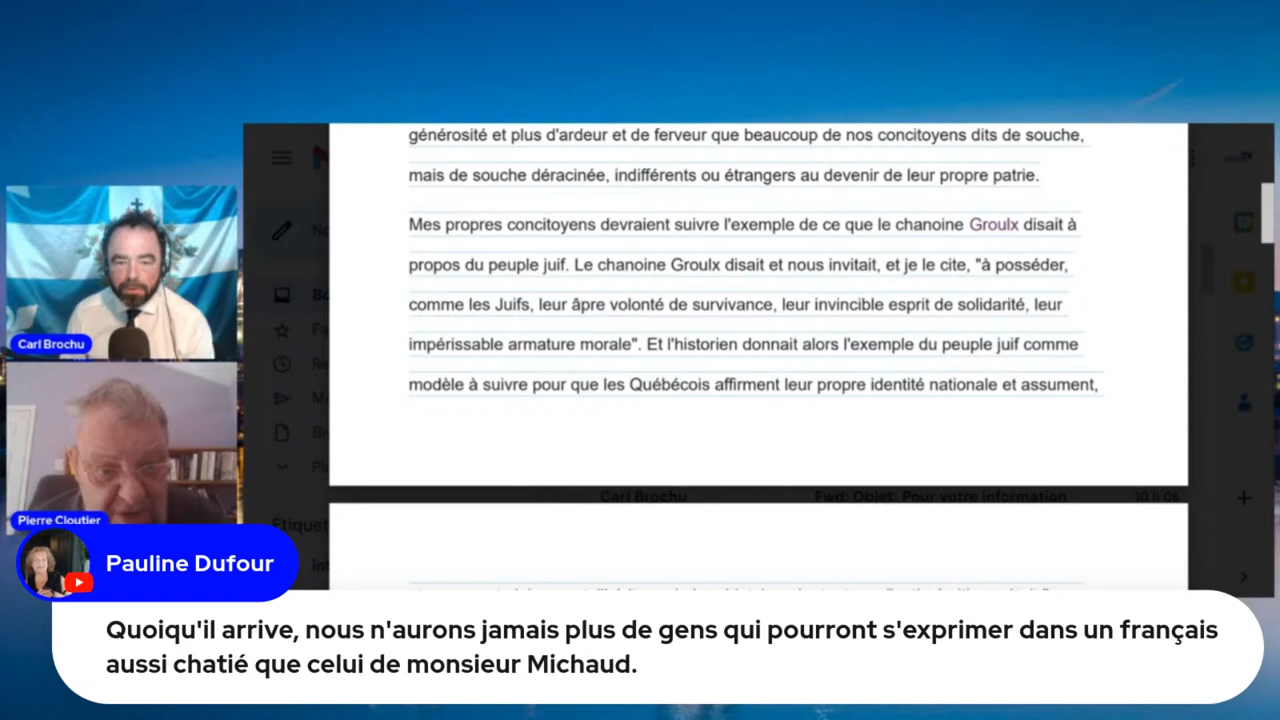 générosité et plus d'ardeur et de ferveur que beaucoup de nos concitoyens dits de souche,
mais de souche déracinée, indifférents ou étrangers au devenir de leur propre patrie.
Mes propres concitoyens devraient suivre l'exemple de ce que le chanoine Groulx disait à
propos du peuple juif. Le chanoine Groulx disait et nous invitait, et je le cite, "à posséder,
comme les Juifs, leur âpre volonté de survivance, leur invincible esprit de solidarité, leur
impérissable armature morale". Et l'historien donnait alors l'exemple du peuple juif comme
modèle à suivre pour que les Québécois affirment leur propre identité nationale et assument,
Carl Brochu
Carl Brochu Fwd: Objet: Pour votre information 10 h 06
Pierre Cloutier
Pauline Dufour
Quoiqu'il arrive, nous n'aurons jamais plus de gens qui pourront s'exprimer dans un français
aussi chatié que celui de monsieur Michaud.